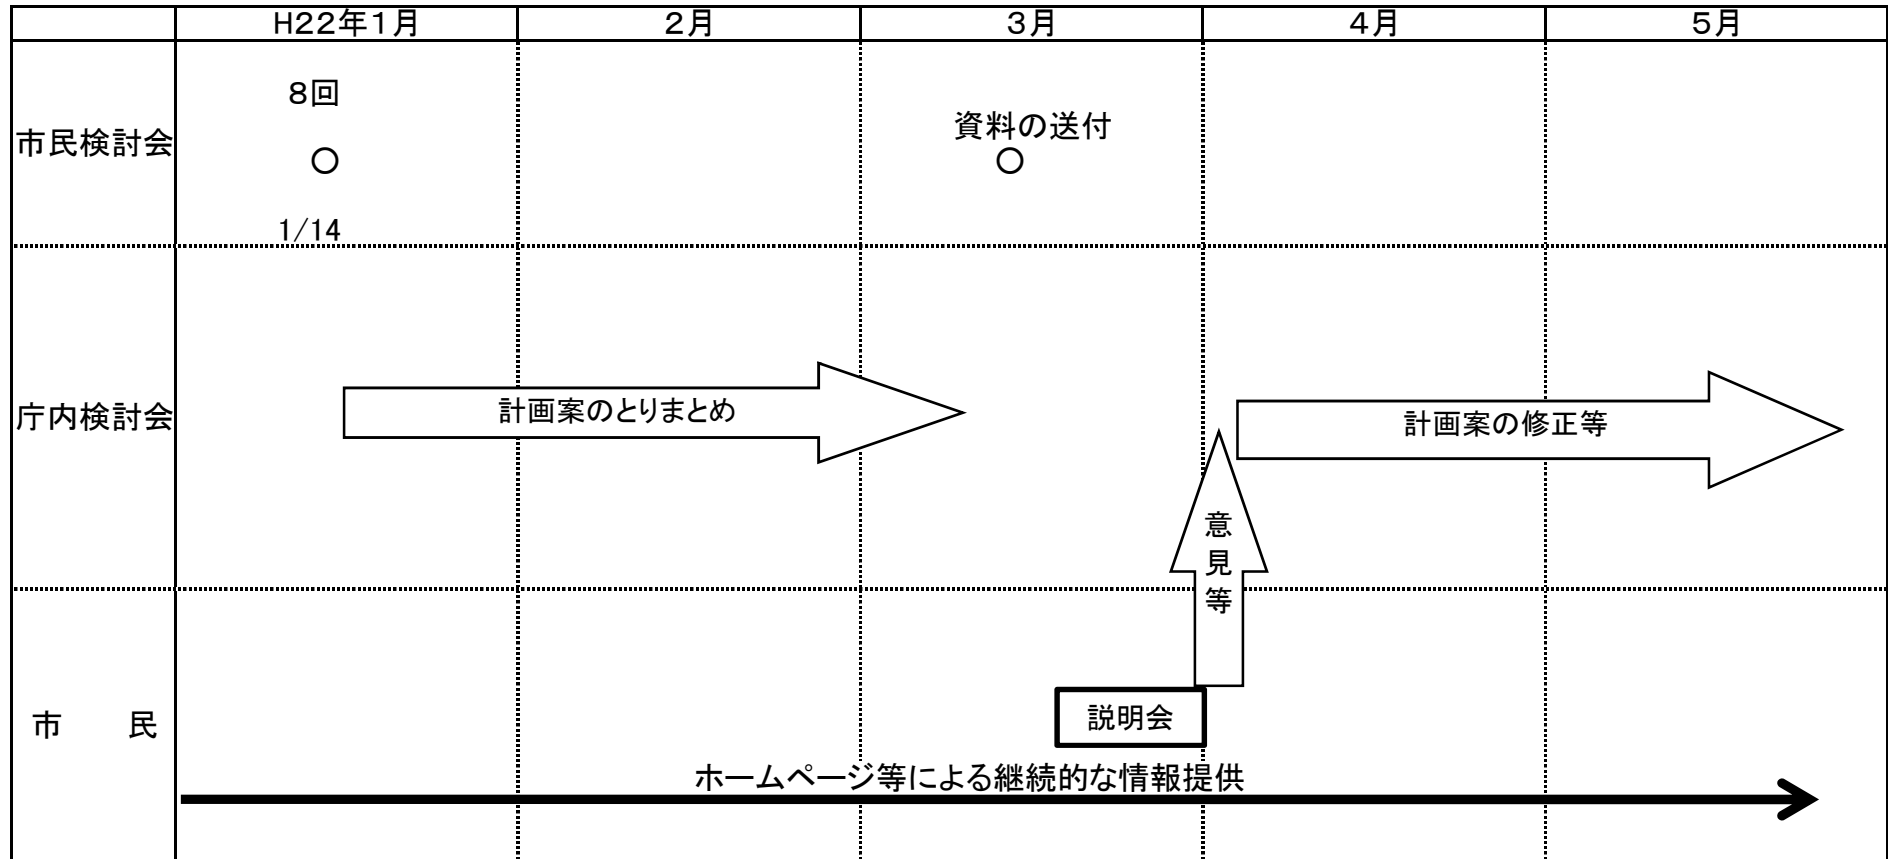 H22年1月 2月 3月 4月 5月
市民検討会
8回
○
1/14
資料の送付
○
庁内検討会
計画案のとりまとめ
計画案の修正等
意見等
市　　民
説明会
ホームページ等による継続的な情報提供